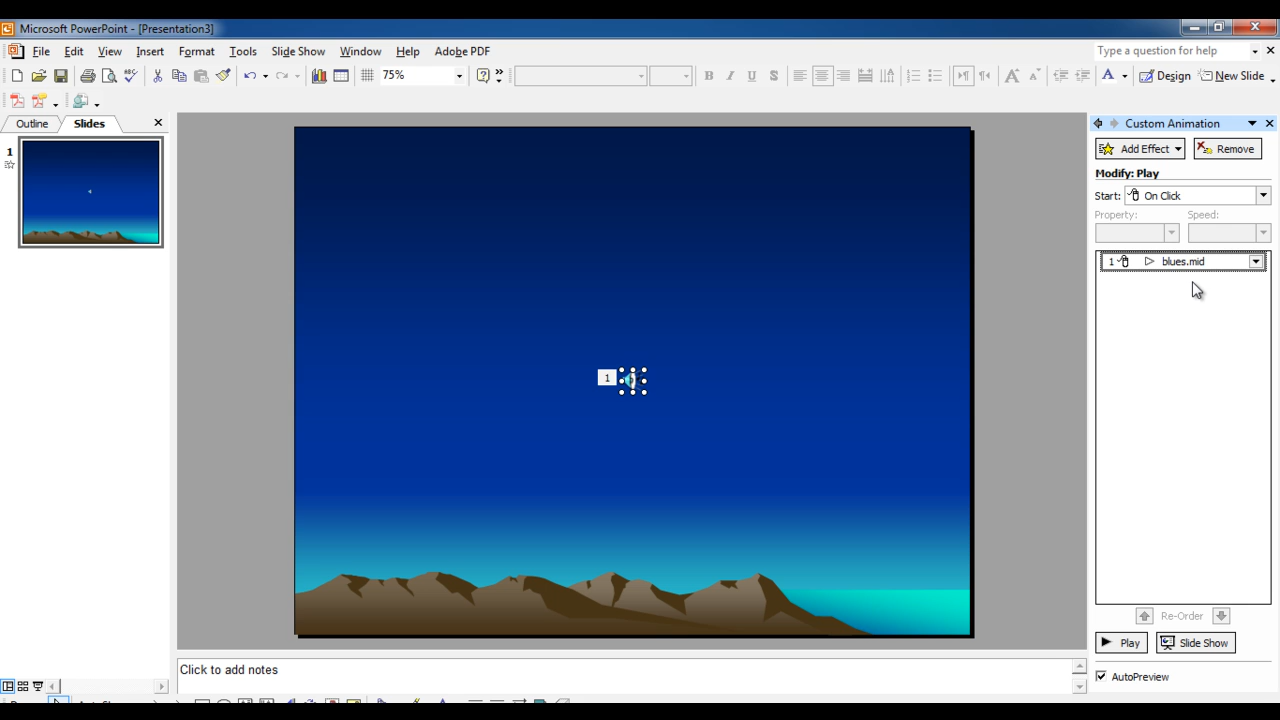 Microsoft PowerPoint - [Presentation3]
File Edit View Insert Format Tools Slide Show Window Help Adobe PDF Type a question for help
75% B I U S A A A Design New Slide
Outline Slides Custom Animation
1
Add Effect Remove
Modify: Play
Start: On Click
Property: Speed:
1 blues.mid
1
Re-Order
Play Slide Show
Click to add notes
AutoPreview